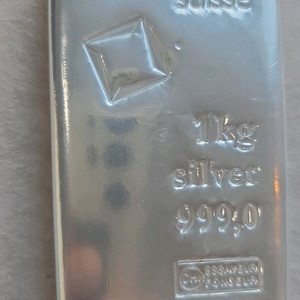 suisse
1kg
silver
999,0
ESSAYEUR
FONDEUR